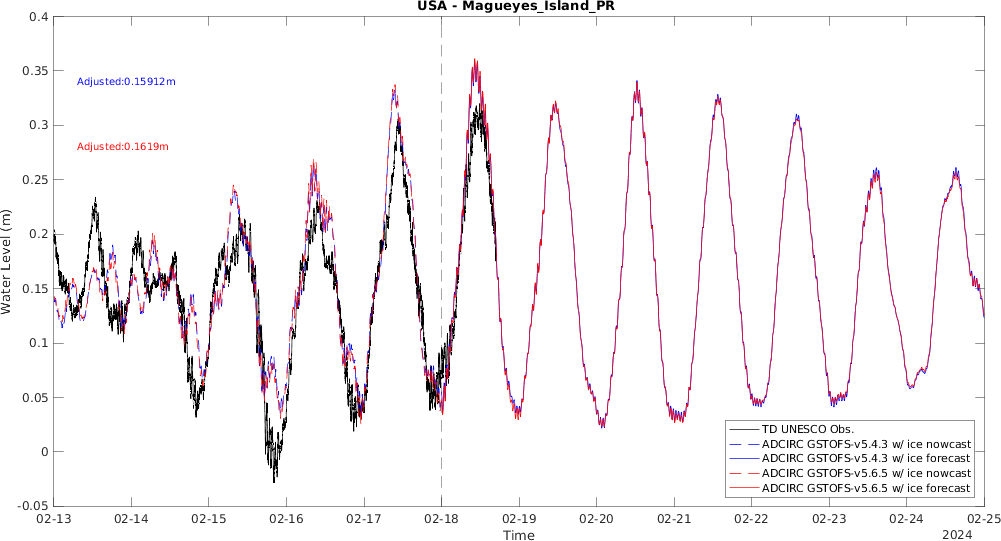 USA - Magueyes_Island_PR
0.4
0.35
0.3
0.25
0.2
0.15
0.1
0.05
0
-0.05
Water Level (m)
Adjusted:0.15912m
Adjusted:0.1619m
TD UNESCO Obs.
ADCIRC GSTOFS-v5.4.3 w/ ice nowcast
ADCIRC GSTOFS-v5.4.3 w/ ice forecast
ADCIRC GSTOFS-v5.6.5 w/ ice nowcast
ADCIRC GSTOFS-v5.6.5 w/ ice forecast
02-13 02-14 02-15 02-16 02-17 02-18 02-19 02-20 02-21 02-22 02-23 02-24 02-25
Time
2024